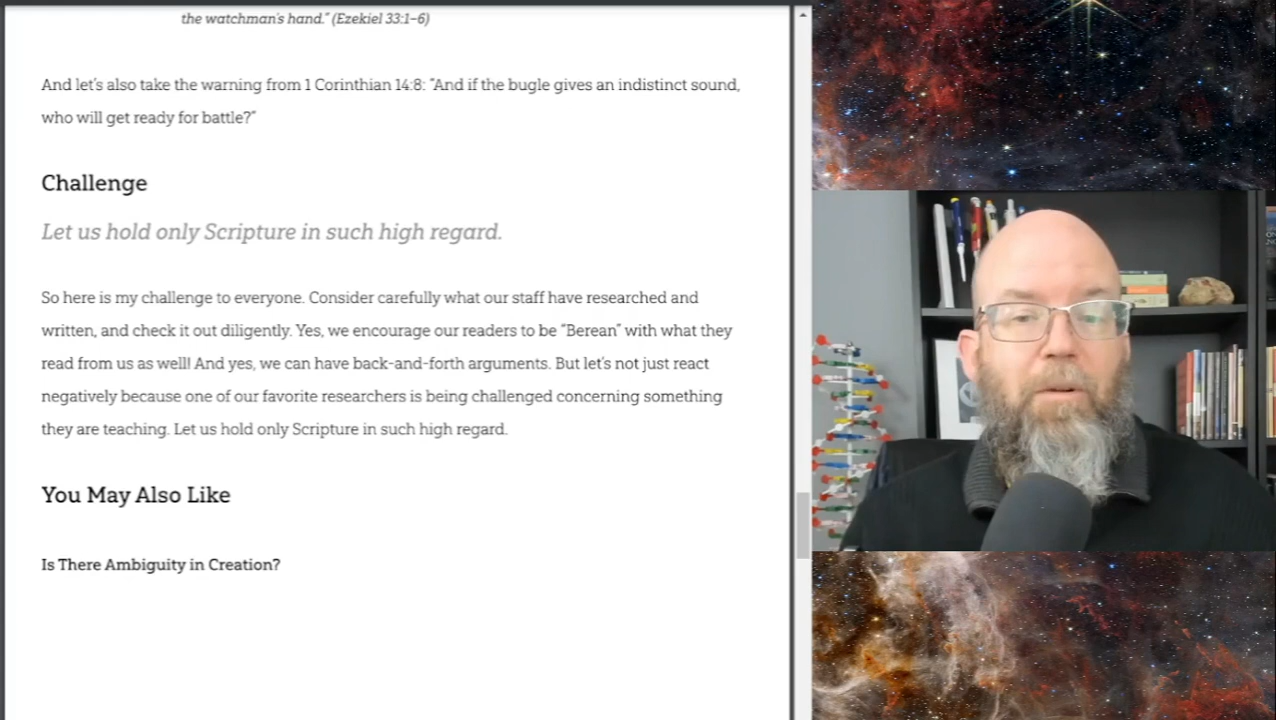 the watchman's hand." (Ezekiel 33:1–6)
And let's also take the warning from 1 Corinthian 14:8: "And if the bugle gives an indistinct sound,
who will get ready for battle?"
Challenge
Let us hold only Scripture in such high regard.
So here is my challenge to everyone. Consider carefully what our staff have researched and
written, and check it out diligently. Yes, we encourage our readers to be "Berean" with what they
read from us as well! And yes, we can have back-and-forth arguments. But let's not just react
negatively because one of our favorite researchers is being challenged concerning something
they are teaching. Let us hold only Scripture in such high regard.
You May Also Like
Is There Ambiguity in Creation?